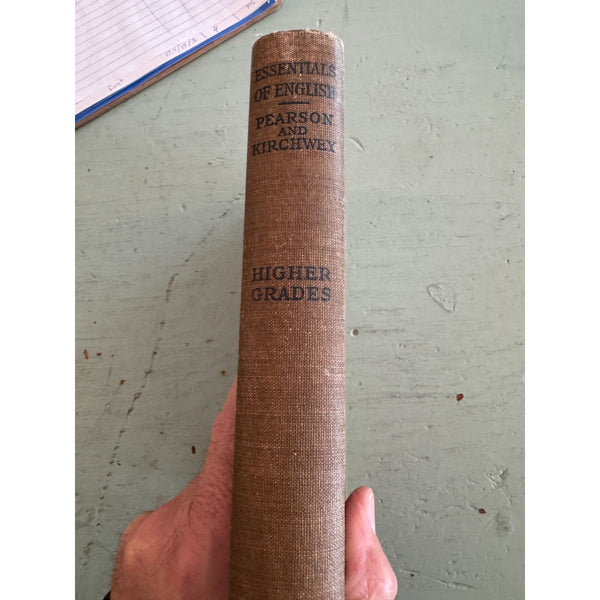 ESSENTIALS
OF ENGLISH
PEARSON
AND
KIRCHWEY
HIGHER
GRADES